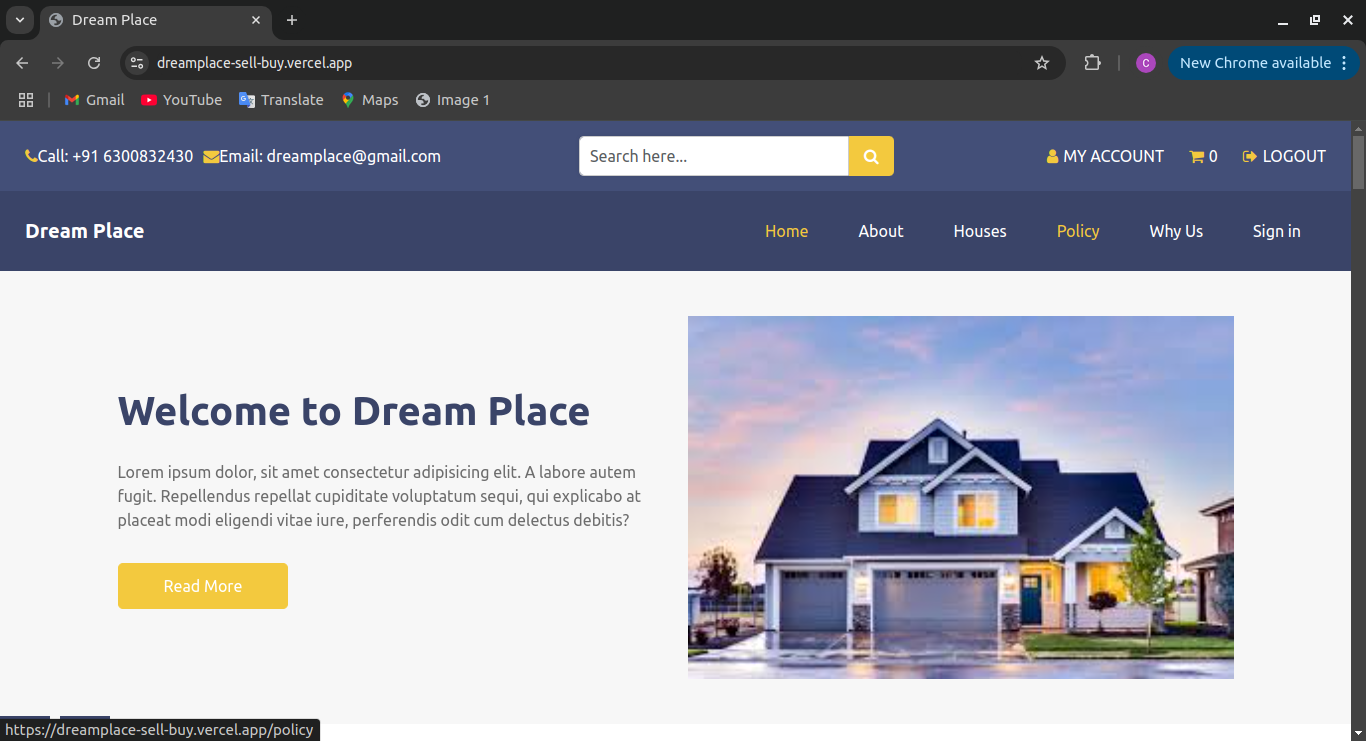 Dream Place
dreamplace-sell-buy.vercel.app
C
New Chrome available
Gmail
YouTube
Translate
Maps
Image 1
Call: +91 6300832430 Email: dreamplace@gmail.com
Search here...
MY ACCOUNT
0
LOGOUT
Dream Place
Home
About
Houses
Policy
Why Us
Sign in
Welcome to Dream Place
Lorem ipsum dolor, sit amet consectetur adipisicing elit. A labore autem
fugit. Repellendus repellat cupiditate voluptatum sequi, qui explicabo at
placeat modi eligendi vitae iure, perferendis odit cum delectus debitis?
Read More
https://dreamplace-sell-buy.vercel.app/policy